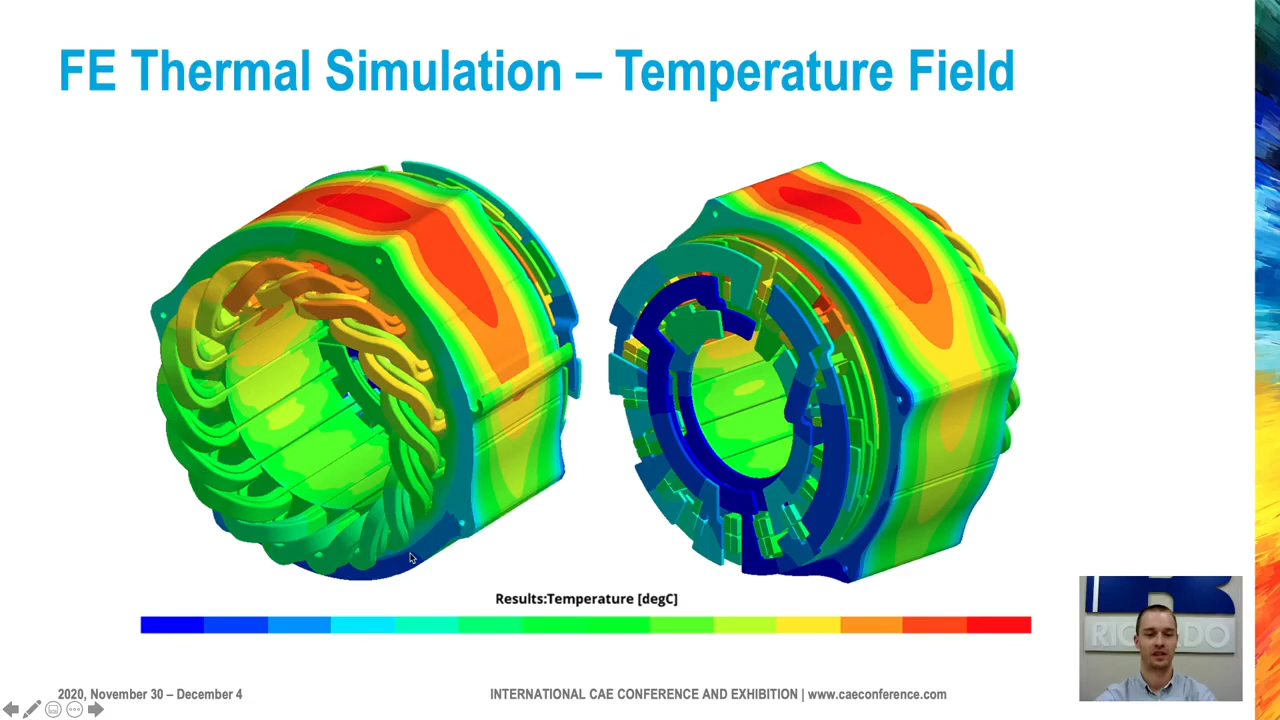 FE Thermal Simulation – Temperature Field
Results:Temperature [degC]
RICARDO
2020, November 30 – December 4
INTERNATIONAL CAE CONFERENCE AND EXHIBITION | www.caeconference.com